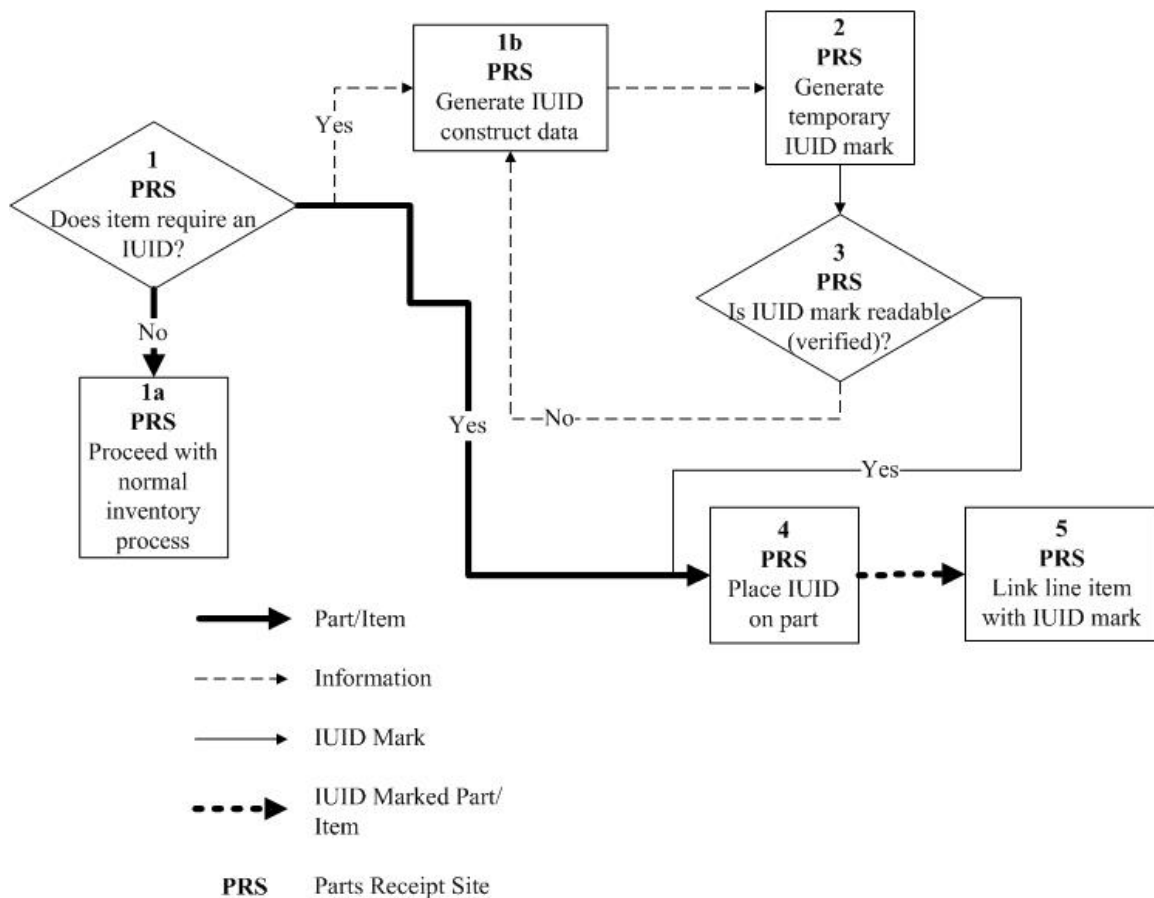 1b
PRS
Generate IUID
construct data
2
PRS
Generate
temporary
IUID mark
Yes
1
PRS
Does item require an
IUID?
3
PRS
Is IUID mark readable
(verified)?
No
1a
PRS
Proceed with
normal
inventory
process
Yes
No
Yes
4
PRS
Place IUID
on part
5
PRS
Link line item
with IUID mark
Part/Item
Information
IUID Mark
IUID Marked Part/
Item
PRS Parts Receipt Site